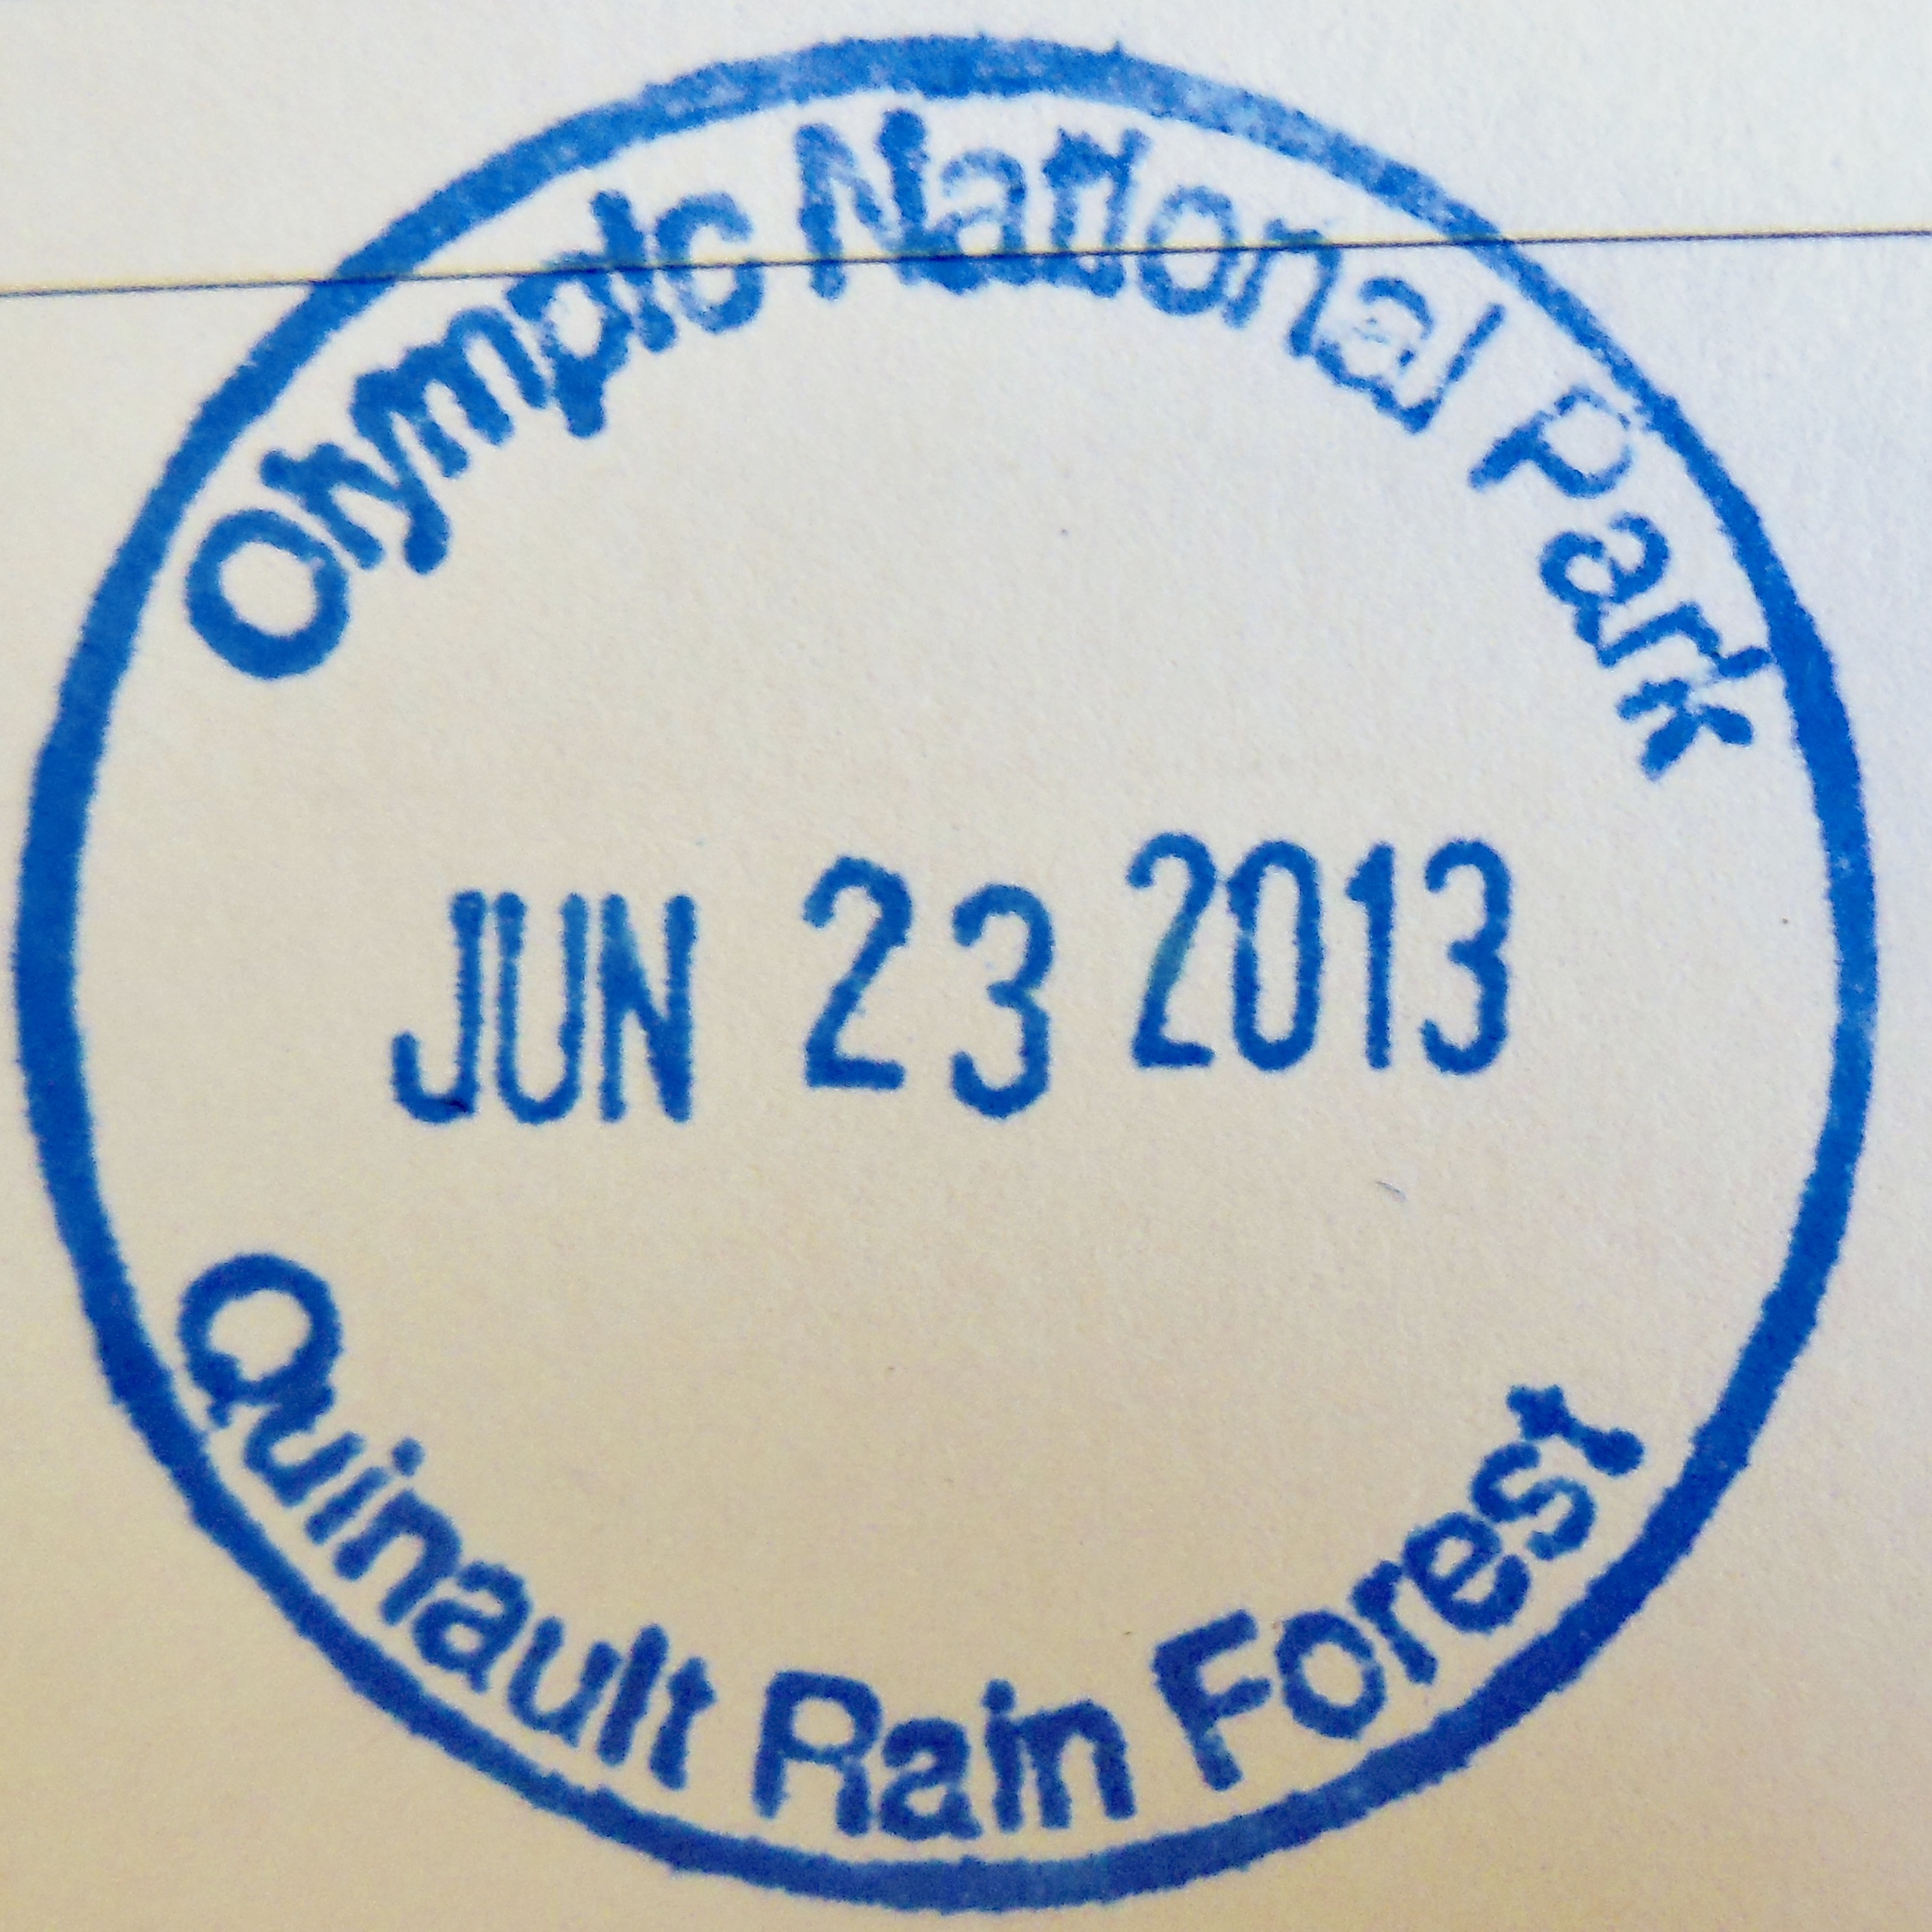 Olympic National Park
JUN 23 2013
Quinault Rain Forest